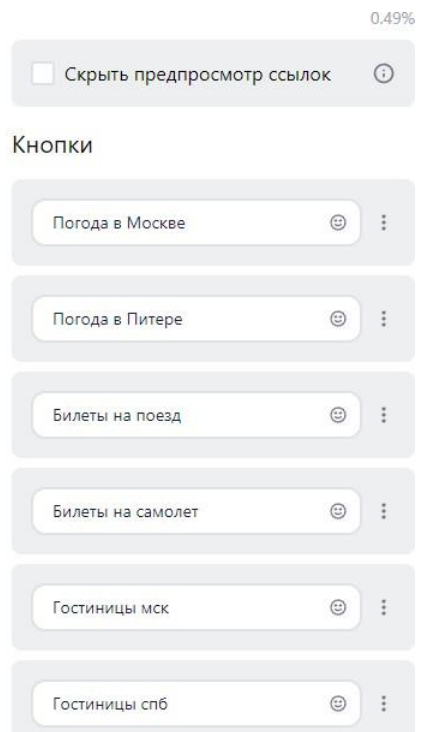 0.49%
Скрыть предпросмотр ссылок
Кнопки
Погода в Москве
Погода в Питере
Билеты на поезд
Билеты на самолет
Гостиницы мск
Гостиницы спб